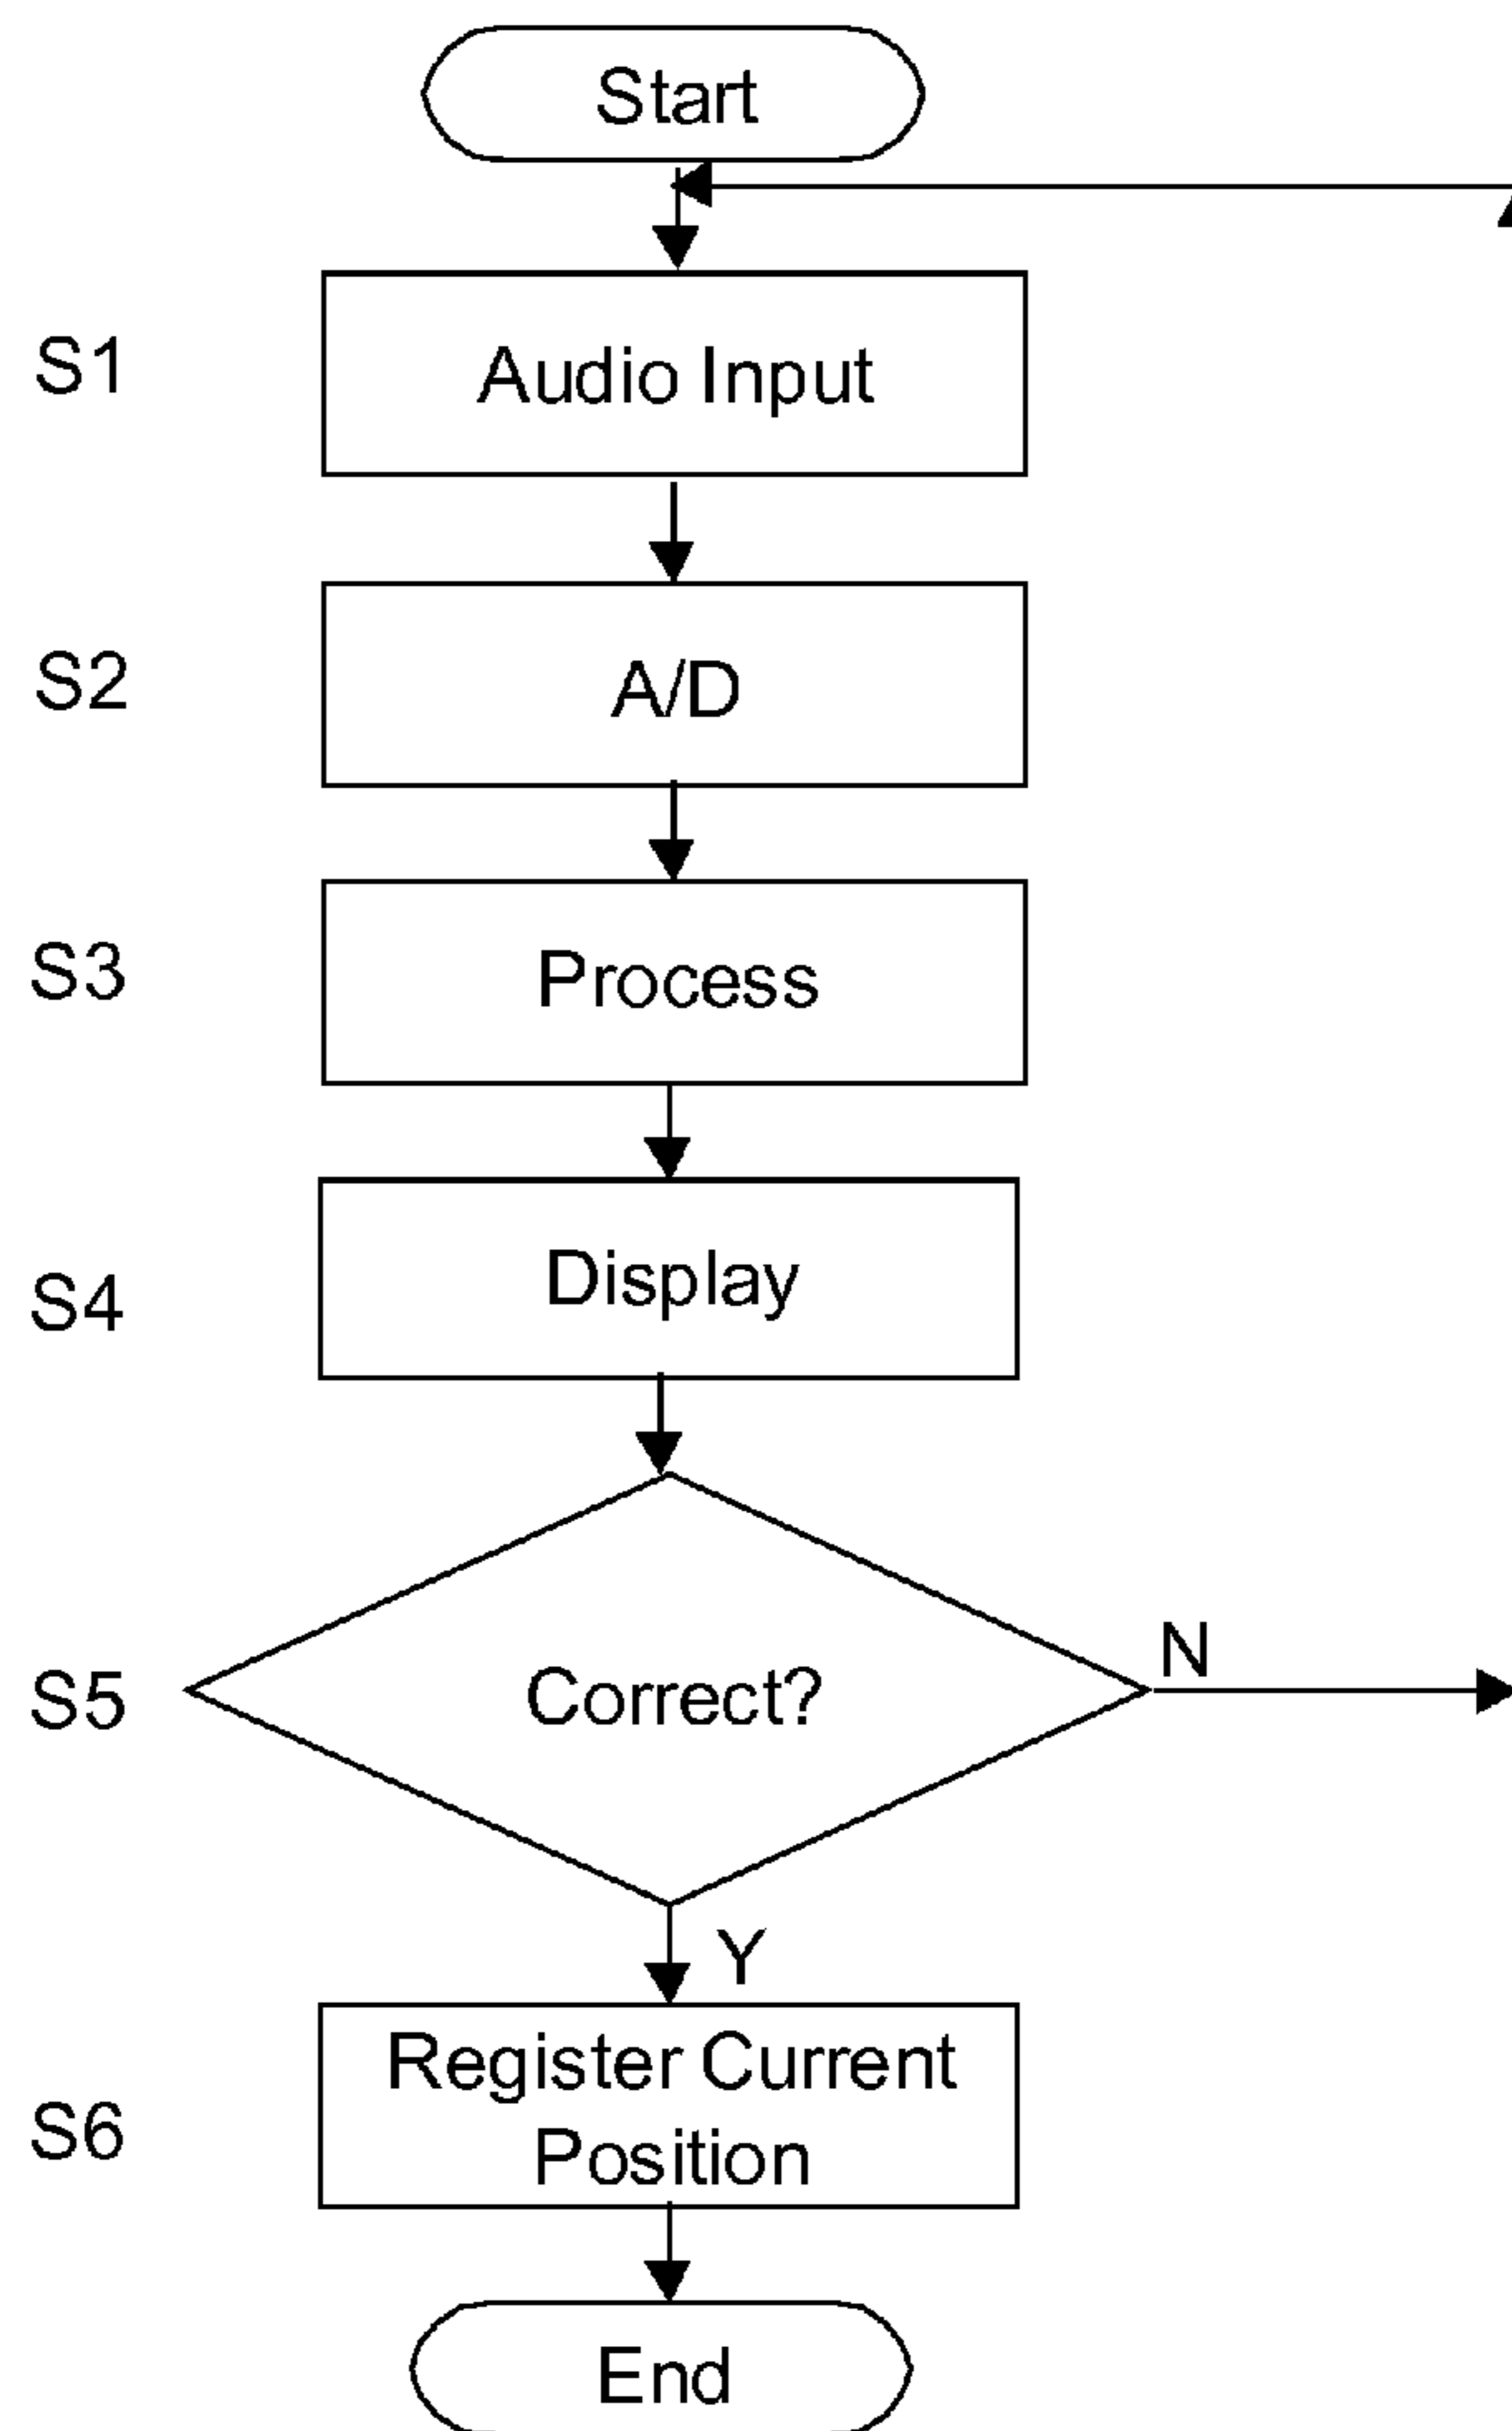 Start
S1
Audio Input
S2
A/D
S3
Process
S4
Display
S5
Correct?
N
Y
S6
Register Current
Position
End